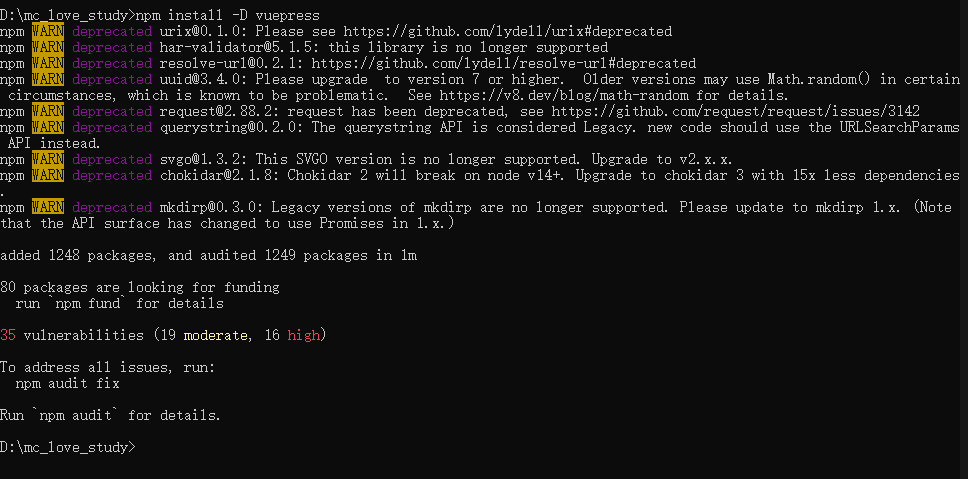 D:\mc_love_study>npm install -D vuepress
npm WARN deprecated urix@0.1.0: Please see https://github.com/lydell/urix#deprecated
npm WARN deprecated har-validator@5.1.5: this library is no longer supported
npm WARN deprecated resolve-url@0.2.1: https://github.com/lydell/resolve-url#deprecated
npm WARN deprecated uuid@3.4.0: Please upgrade  to version 7 or higher.  Older versions may use Math.random() in certain
 circumstances, which is known to be problematic.  See https://v8.dev/blog/math-random for details.
npm WARN deprecated request@2.88.2: request has been deprecated, see https://github.com/request/request/issues/3142
npm WARN deprecated querystring@0.2.0: The querystring API is considered Legacy. new code should use the URLSearchParams
 API instead.
npm WARN deprecated svgo@1.3.2: This SVGO version is no longer supported. Upgrade to v2.x.x.
npm WARN deprecated chokidar@2.1.8: Chokidar 2 will break on node v14+. Upgrade to chokidar 3 with 15x less dependencies
.
npm WARN deprecated mkdirp@0.3.0: Legacy versions of mkdirp are no longer supported. Please update to mkdirp 1.x. (Note
that the API surface has changed to use Promises in 1.x.)
added 1248 packages, and audited 1249 packages in 1m
80 packages are looking for funding
  run `npm fund` for details
35 vulnerabilities (19 moderate, 16 high)
To address all issues, run:
  npm audit fix
Run `npm audit` for details.
D:\mc_love_study>